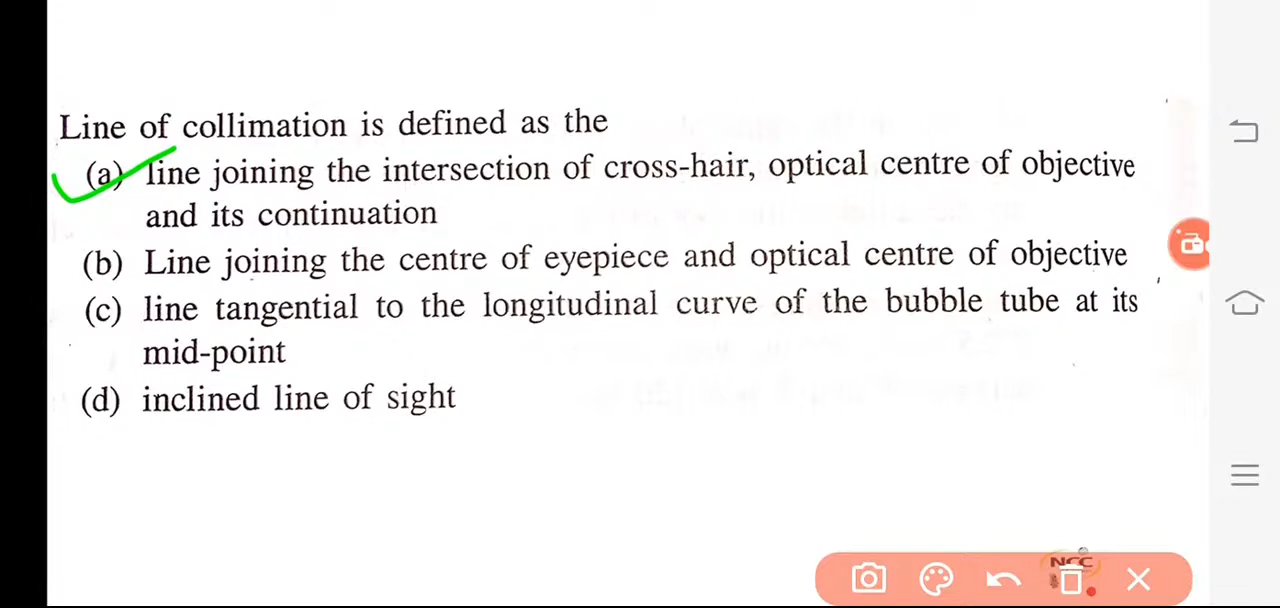 Line of collimation is defined as the
(a) line joining the intersection of cross-hair, optical centre of objective
and its continuation
(b) Line joining the centre of eyepiece and optical centre of objective
(c) line tangential to the longitudinal curve of the bubble tube at its
mid-point
(d) inclined line of sight
NCC